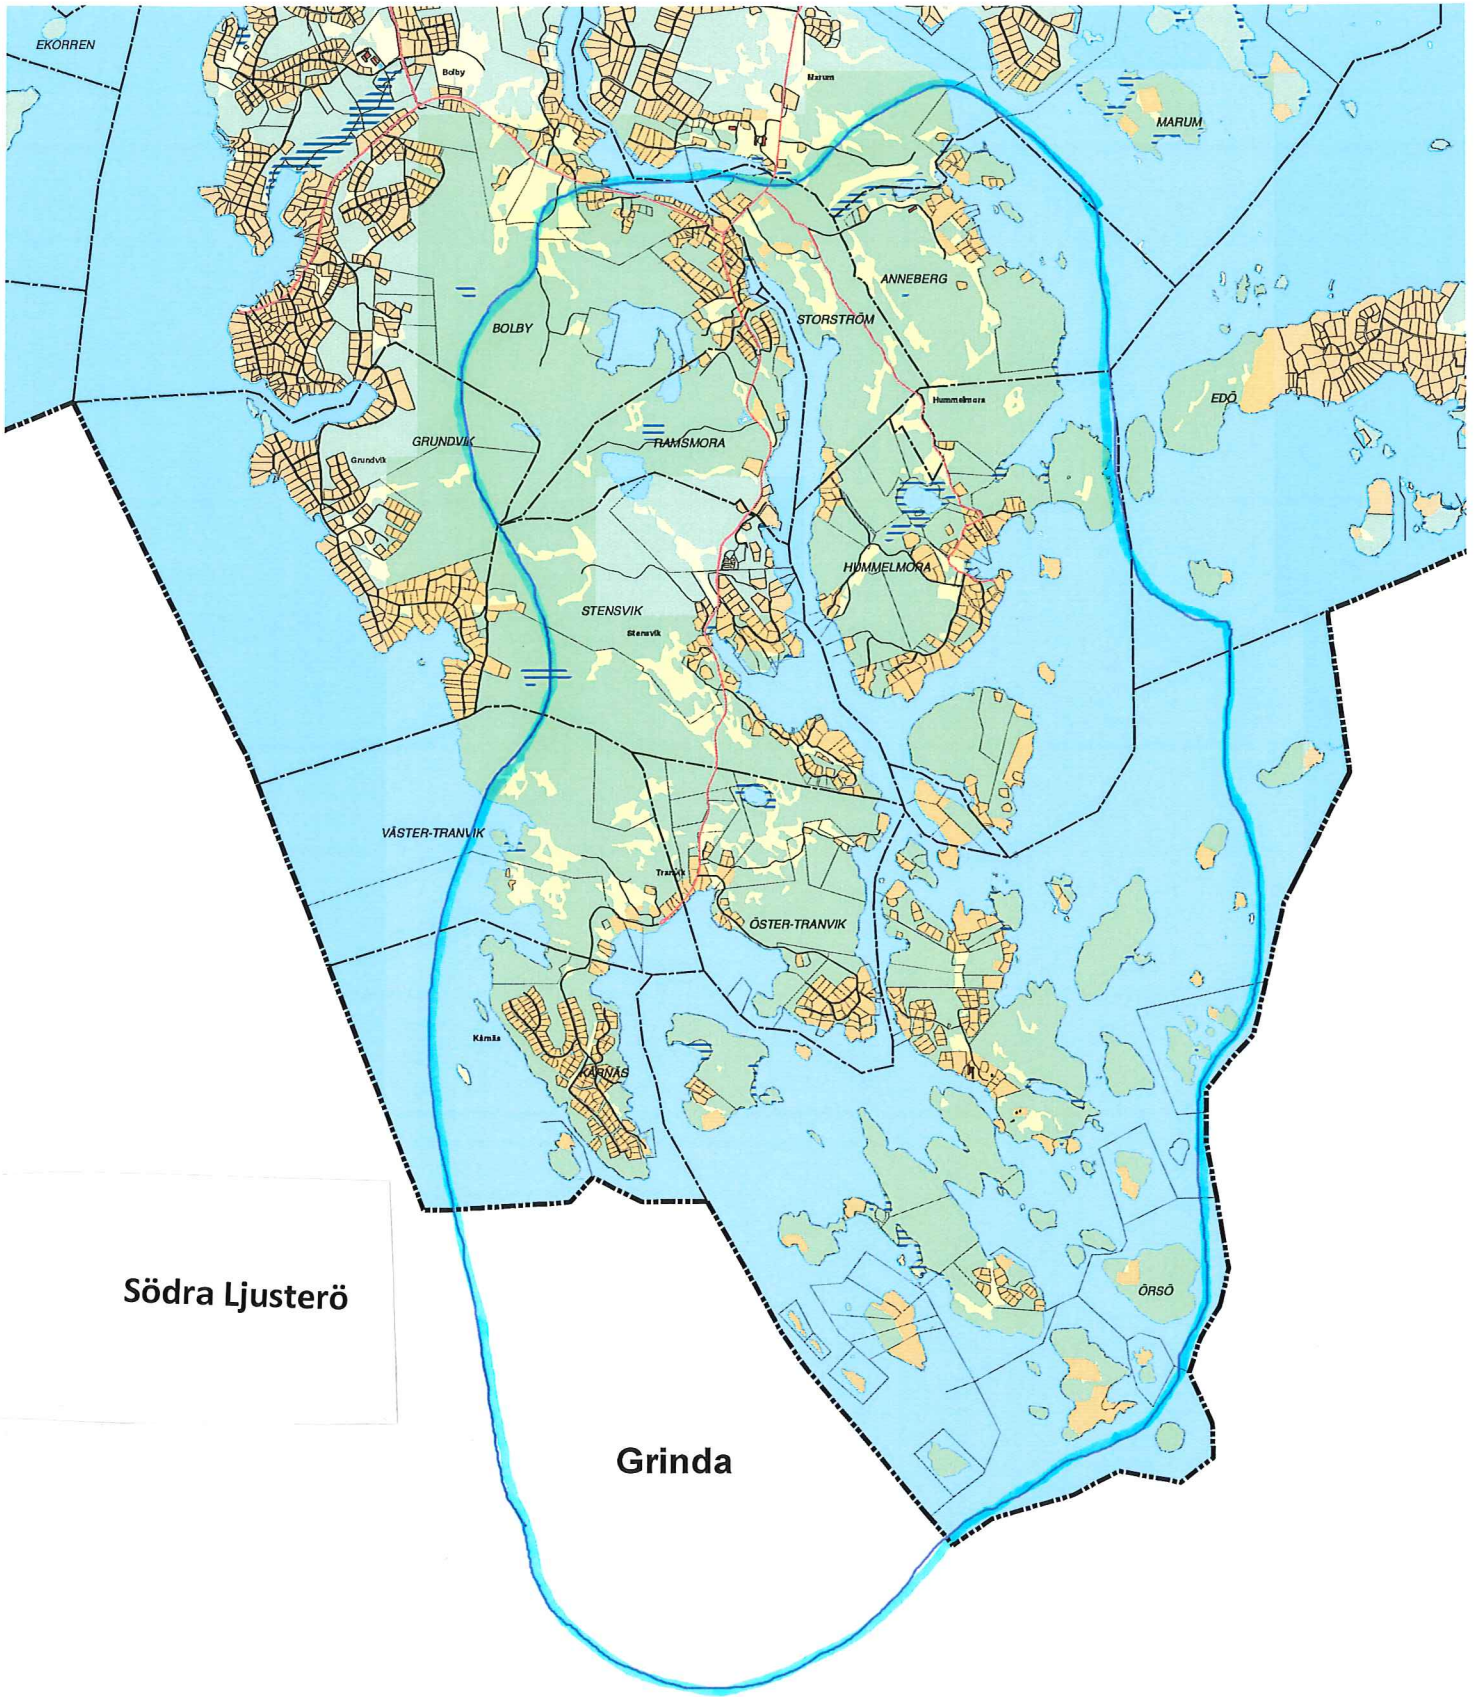 EKORREN
Bolby
Marum
MARUM
ANNEBERG
STORSTRÖM
BOLBY
EDÖ
Hummelmora
GRUNDVIK
RAMSMORA
Grundvik
HUMMELMORA
STENSVIK
Stensvik
VÄSTER-TRANVIK
Tranvik
ÖSTER-TRANVIK
Kårnäs
KÅRNÄS
ÖRSÖ
Södra Ljusterö
Grinda